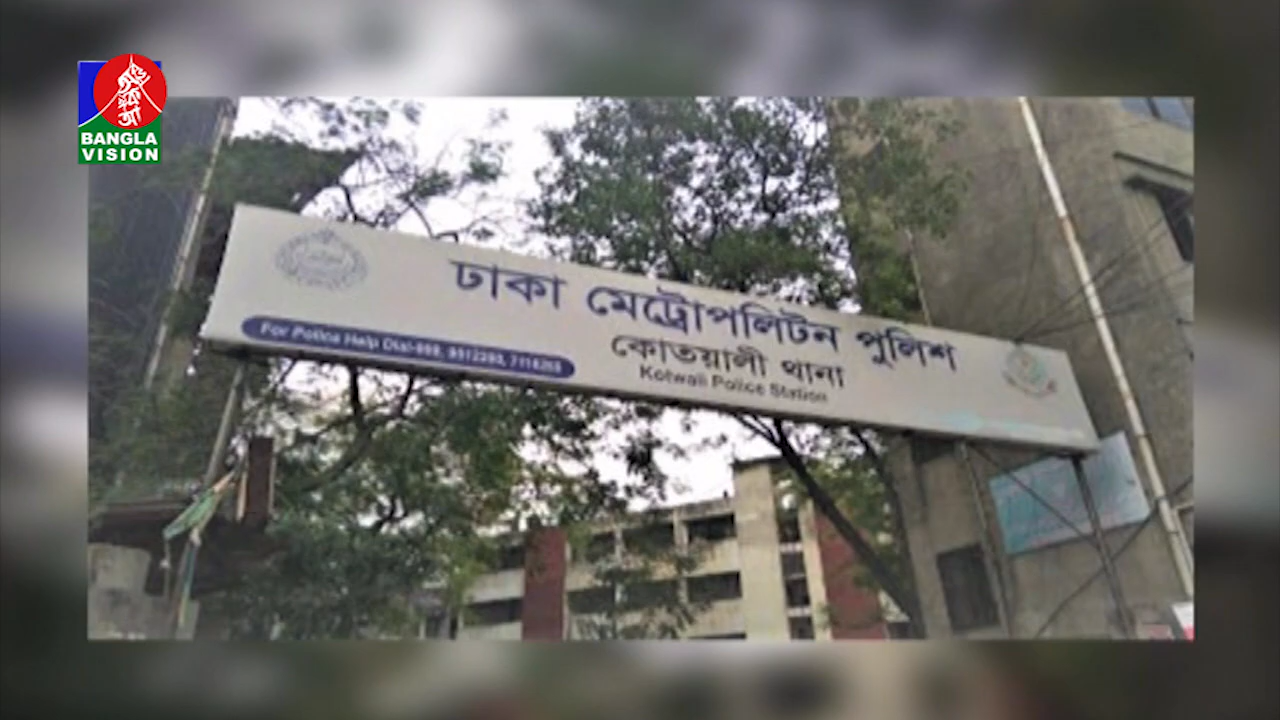 BANGLA
VISION
ঢাকা মেট্রোপলিটন পুলিশ
কোতয়ালী থানা
Kotwali Police Station
For Police Help Dial-999,